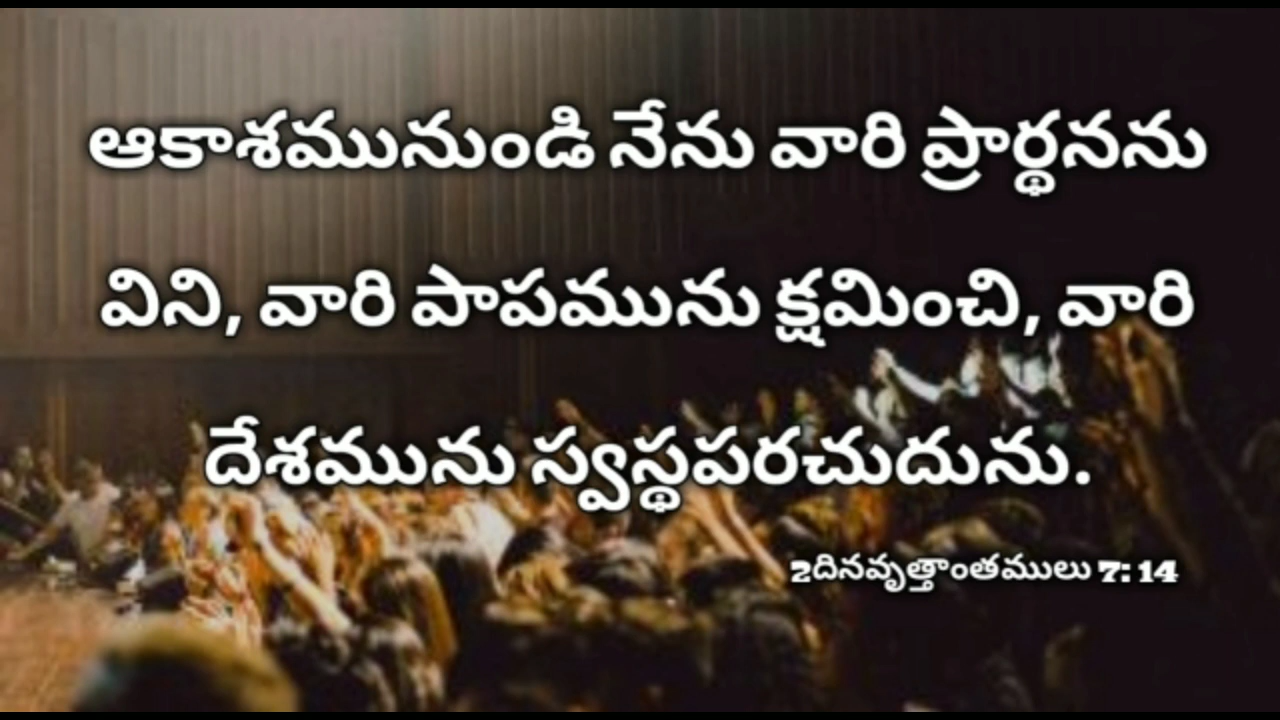 ఆకాశమునుండి నేను వారి ప్రార్థనను
విని, వారి పాపమును క్షమించి, వారి
దేశమును స్వస్థపరచుదును.
2దినవృత్తాంతములు 7: 14